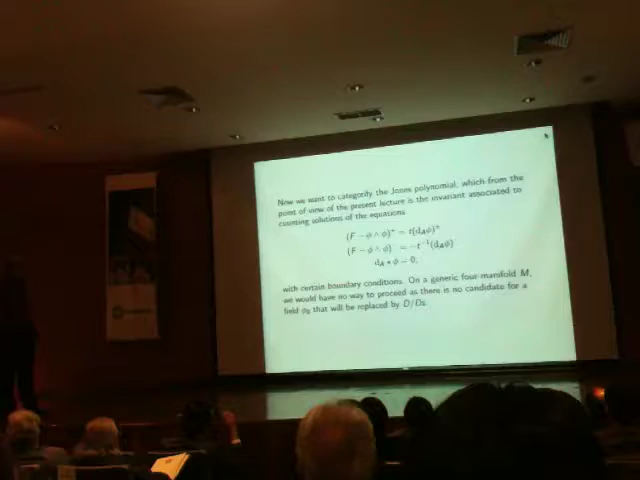 Now we want to categorify the Jones polynomial, which from the
point of view of the present lecture is the invariant associated to
counting solutions of the equations
(F − ϕ ∧ ϕ)⁺ = t(d_Aϕ)⁺
(F − ϕ ∧ ϕ)⁻ = −t⁻¹(d_Aϕ)⁻
d_A ⋆ ϕ = 0,
with certain boundary conditions. On a generic four-manifold M,
we would have no way to proceed as there is no candidate for a
field ϕ₀ that will be replaced by D/Ds.